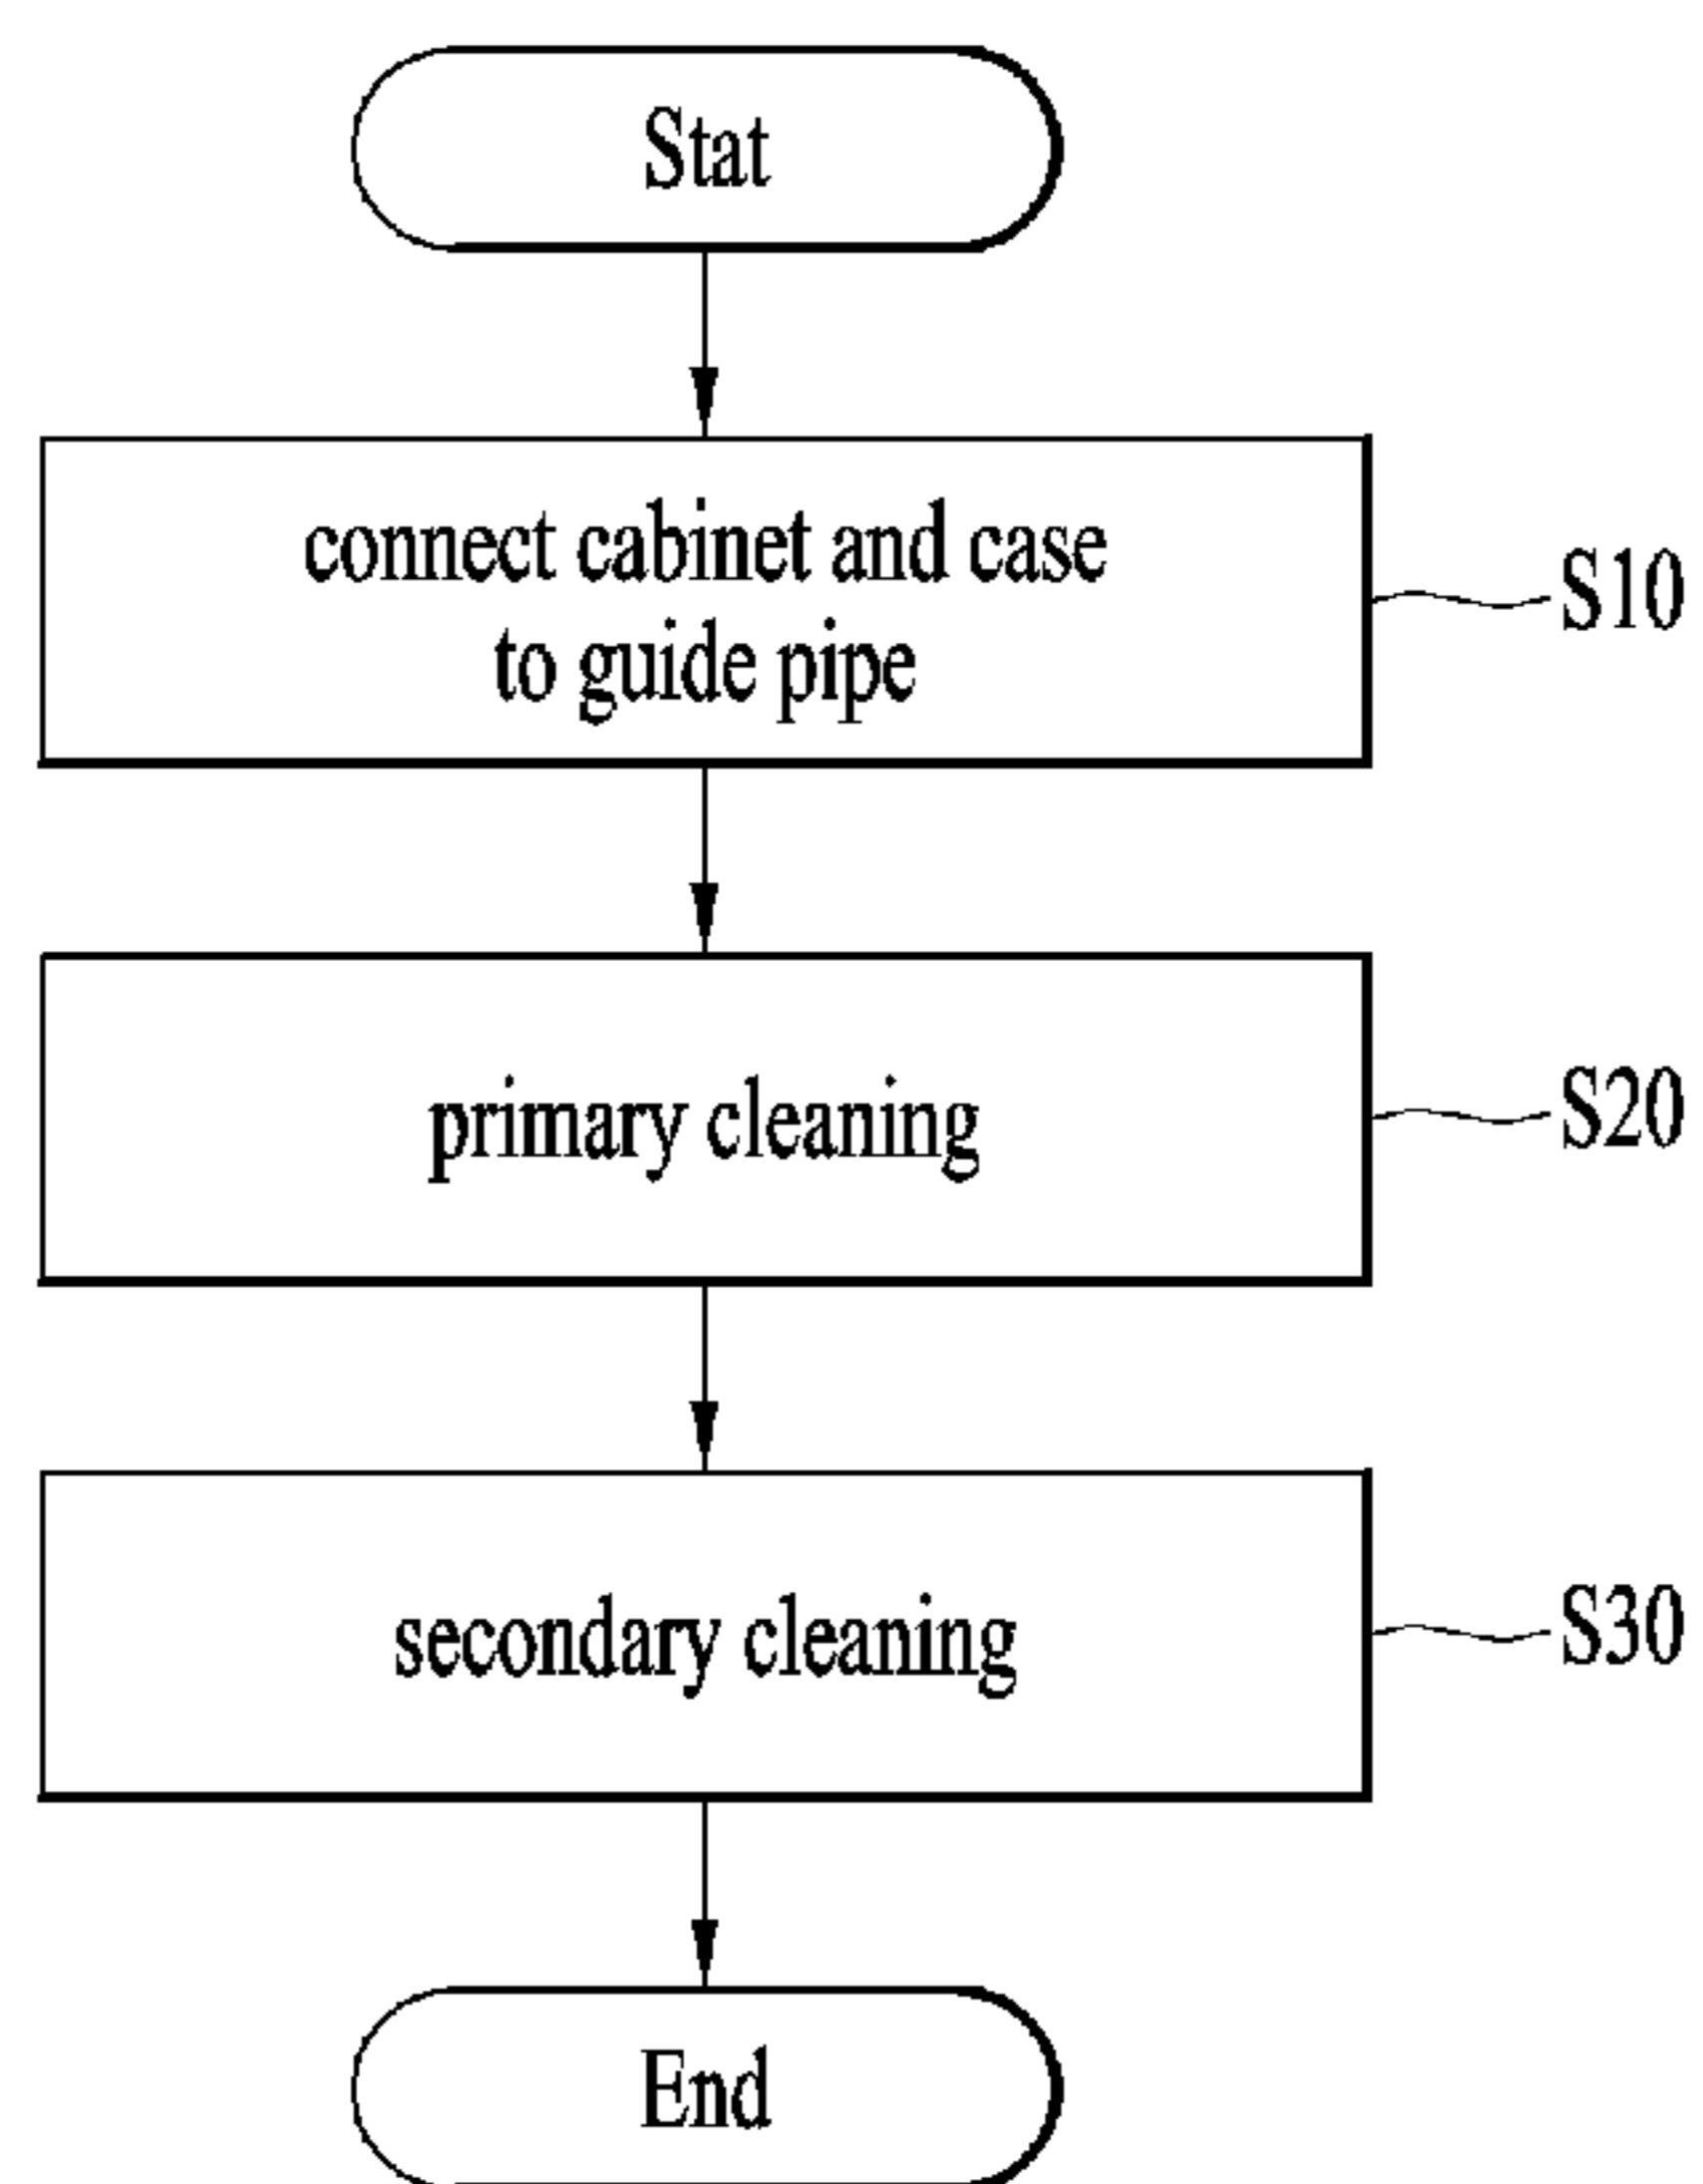 Stat
connect cabinet and case
to guide pipe
S10
primary cleaning
S20
secondary cleaning
S30
End